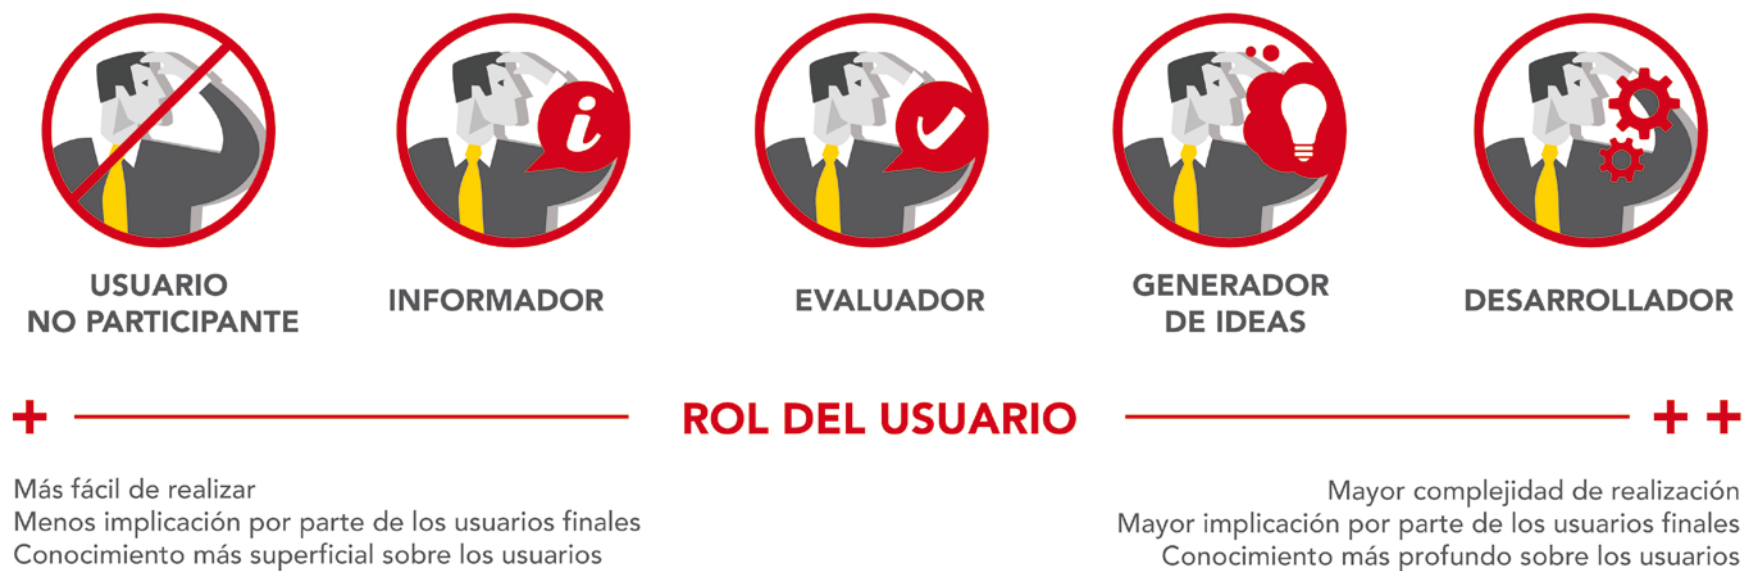 USUARIO
NO PARTICIPANTE
INFORMADOR
EVALUADOR
GENERADOR
DE IDEAS
DESARROLLADOR
+ ROL DEL USUARIO + +
Más fácil de realizar
Menos implicación por parte de los usuarios finales
Conocimiento más superficial sobre los usuarios
Mayor complejidad de realización
Mayor implicación por parte de los usuarios finales
Conocimiento más profundo sobre los usuarios